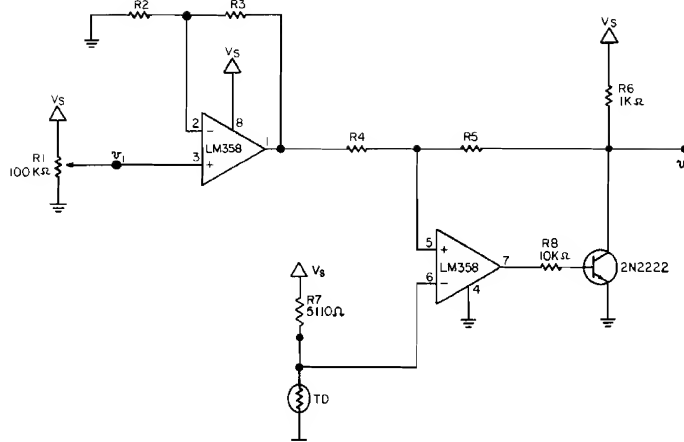 R2
R3
Vs
Vs
2
8
−
1
LM358
R4
R5
R6
1KΩ
R1
100KΩ
v1
3
+
Vs
5
+
LM358
7
R8
10KΩ
2N2222
6
−
4
Vs
R7
5110Ω
TD
v